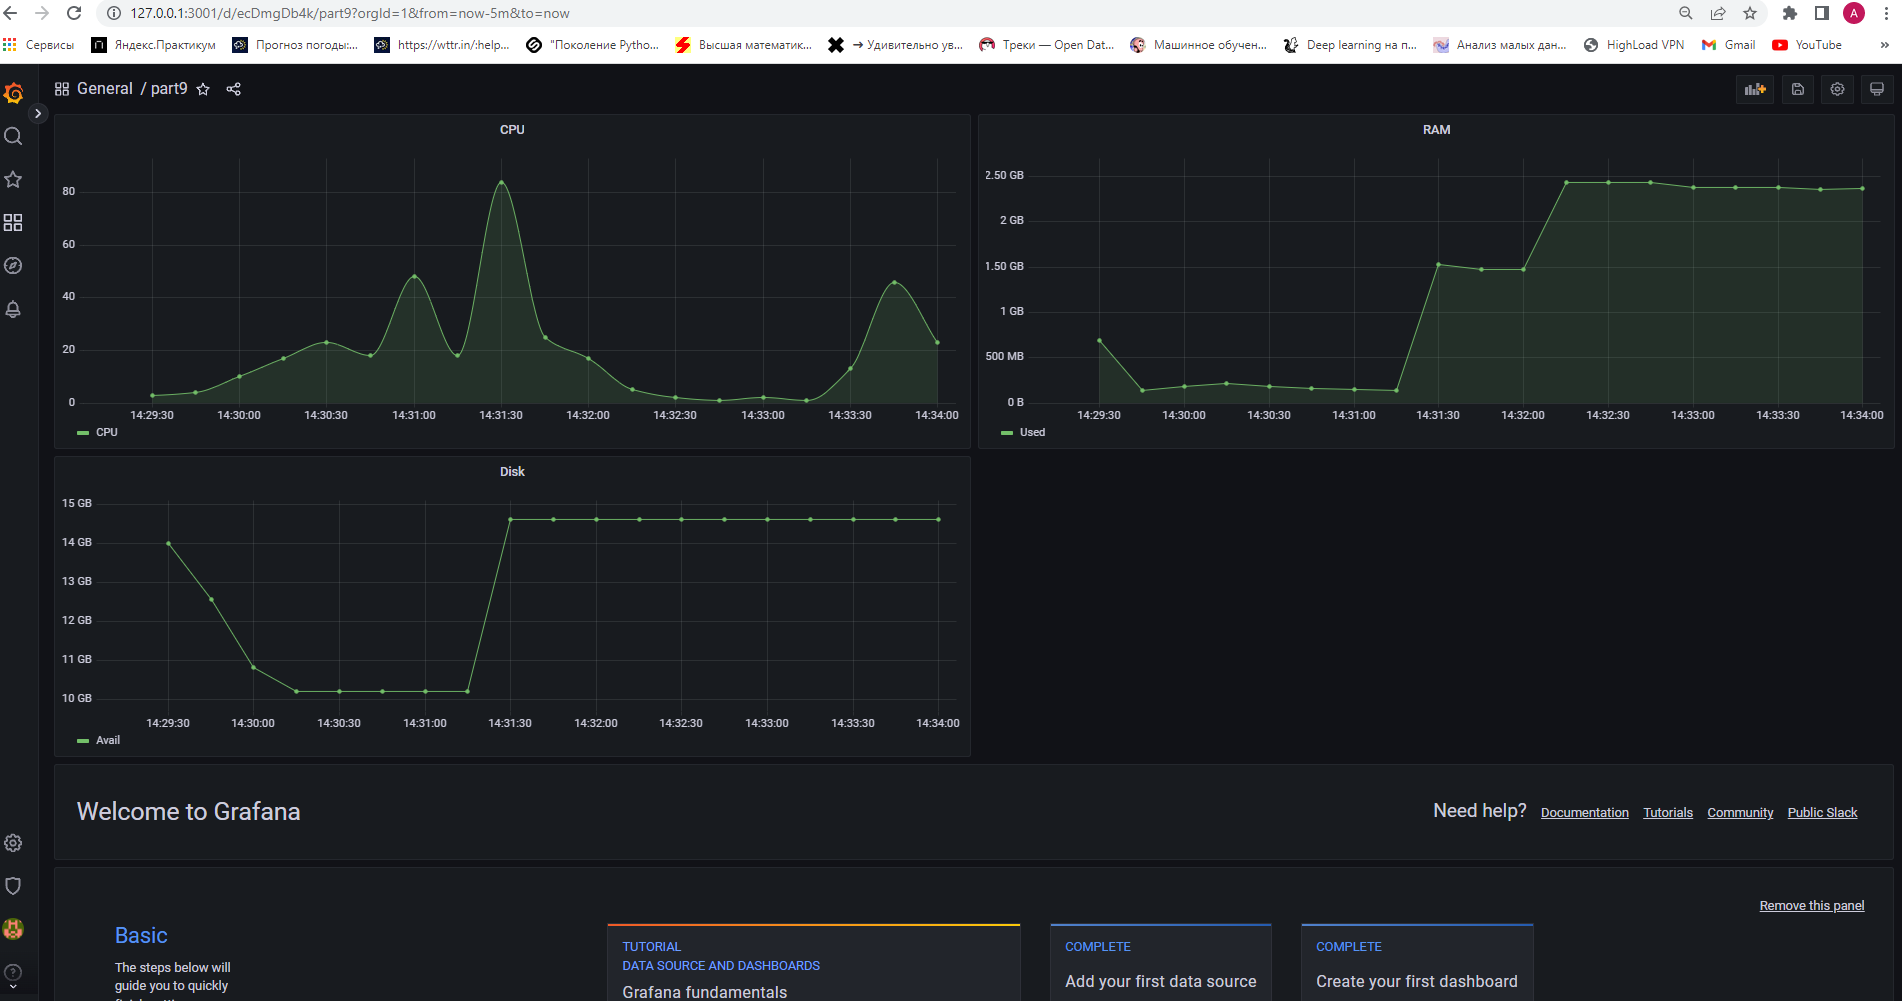 127.0.0.1:3001/d/ecDmgDb4k/part9?orgId=1&from=now-5m&to=now
Сервисы Яндекс.Практикум Прогноз погоды:... https://wttr.in/:help... "Поколение Pytho... Высшая математик... → Удивительно ув... Треки — Open Dat... Машинное обучен... Deep learning на п... Анализ малых дан... HighLoad VPN Gmail YouTube »
General / part9
CPU
80
60
40
20
0
14:29:30 14:30:00 14:30:30 14:31:00 14:31:30 14:32:00 14:32:30 14:33:00 14:33:30 14:34:00
CPU
RAM
2.50 GB
2 GB
1.50 GB
1 GB
500 MB
0 B
14:29:30 14:30:00 14:30:30 14:31:00 14:31:30 14:32:00 14:32:30 14:33:00 14:33:30 14:34:00
Used
Disk
15 GB
14 GB
13 GB
12 GB
11 GB
10 GB
14:29:30 14:30:00 14:30:30 14:31:00 14:31:30 14:32:00 14:32:30 14:33:00 14:33:30 14:34:00
Avail
Welcome to Grafana
Need help? Documentation Tutorials Community Public Slack
Remove this panel
Basic
The steps below will
guide you to quickly
TUTORIAL
DATA SOURCE AND DASHBOARDS
Grafana fundamentals
COMPLETE
Add your first data source
COMPLETE
Create your first dashboard